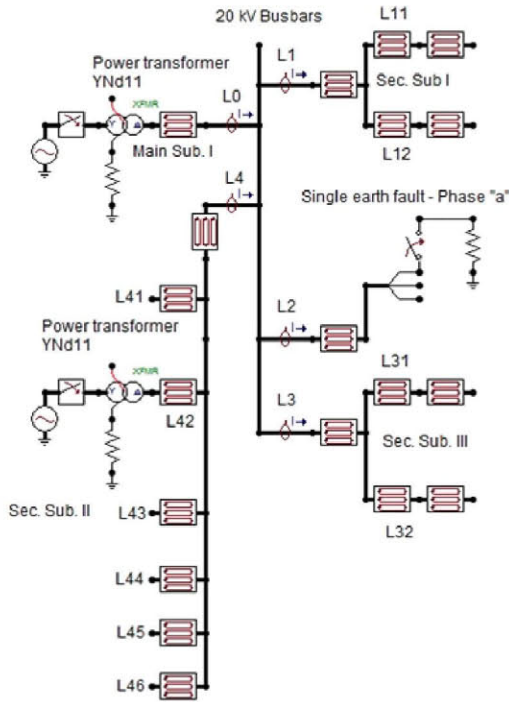 20 kV Busbars
L11
Power transformer
YNd11
L1
XFMR
L0
I
I
Sec. Sub I
Y
Δ
Main Sub. I
L12
L4
I
Single earth fault - Phase "a"
L41
Power transformer
YNd11
L2
I
XFMR
L31
Y
Δ
L42
L3
I
Sec. Sub. III
Sec. Sub. II
L43
L32
L44
L45
L46